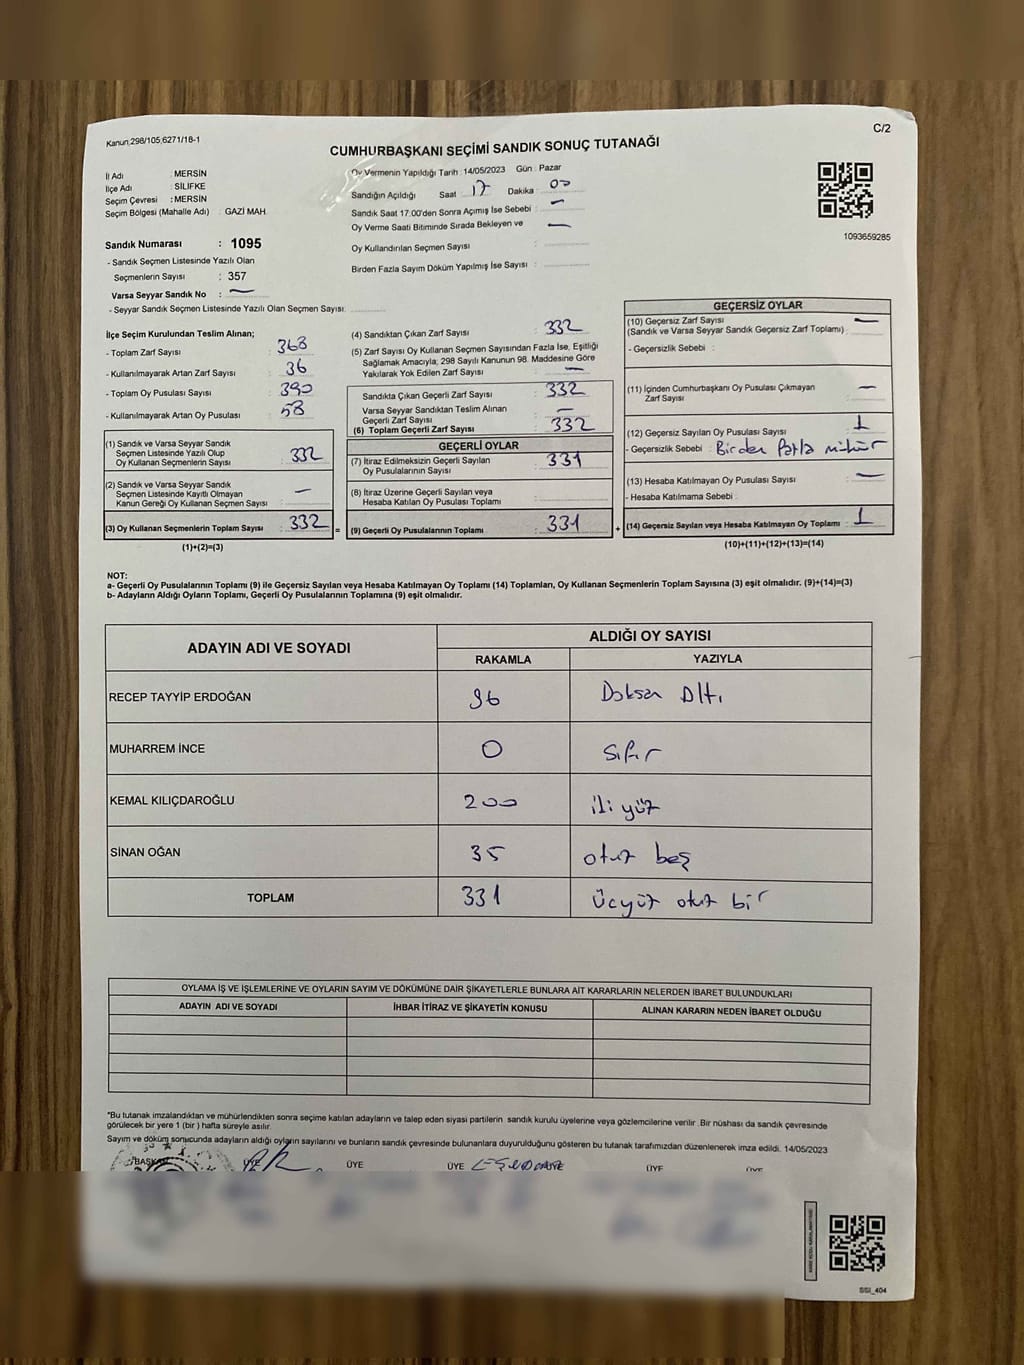 Kanun;298/105,6271/18-1
C/2
CUMHURBAŞKANI SEÇİMİ SANDIK SONUÇ TUTANAĞI
İl Adı : MERSİN
İlçe Adı : SİLİFKE
Seçim Çevresi : MERSİN
Seçim Bölgesi (Mahalle Adı) : GAZİ MAH.
Oy Vermenin Yapıldığı Tarih : 14/05/2023 Gün : Pazar
Sandığın Açıldığı Saat 17 Dakika : 00
Sandık Saat 17.00'den Sonra Açımış İse Sebebi : —
Oy Verme Saati Bitiminde Sırada Bekleyen ve —
Oy Kullandırılan Seçmen Sayısı :
Birden Fazla Sayım Döküm Yapılmış İse Sayısı :
1093659285
Sandık Numarası : 1095
- Sandık Seçmen Listesinde Yazılı Olan
Seçmenlerin Sayısı : 357
Varsa Seyyar Sandık No : —
- Seyyar Sandık Seçmen Listesinde Yazılı Olan Seçmen Sayısı:
İlçe Seçim Kurulundan Teslim Alınan;
- Toplam Zarf Sayısı : 368
- Kullanılmayarak Artan Zarf Sayısı : 36
- Toplam Oy Pusulası Sayısı : 390
- Kullanılmayarak Artan Oy Pusulası : 58
(1) Sandık ve Varsa Seyyar Sandık
Seçmen Listesinde Yazılı Olup
Oy Kullanan Seçmenlerin Sayısı : 332
(2) Sandık ve Varsa Seyyar Sandık
Seçmen Listesinde Kayıtlı Olmayan
Kanun Gereği Oy Kullanan Seçmen Sayısı : —
(3) Oy Kullanan Seçmenlerin Toplam Sayısı : 332 =
(1)+(2)=(3)
(4) Sandıktan Çıkan Zarf Sayısı : 332
(5) Zarf Sayısı Oy Kullanan Seçmen Sayısından Fazla İse, Eşitliği
Sağlamak Amacıyla; 298 Sayılı Kanunun 98. Maddesine Göre
Yakılarak Yok Edilen Zarf Sayısı : —
Sandıkta Çıkan Geçerli Zarf Sayısı : 332
Varsa Seyyar Sandıktan Teslim Alınan
Geçerli Zarf Sayısı : —
(6) Toplam Geçerli Zarf Sayısı : 332
GEÇERLİ OYLAR
(7) İtiraz Edilmeksizin Geçerli Sayılan
Oy Pusulalarının Sayısı : 331
(8) İtiraz Üzerine Geçerli Sayılan veya
Hesaba Katılan Oy Pusulası Toplamı :
(9) Geçerli Oy Pusulalarının Toplamı : 331 +
GEÇERSİZ OYLAR
(10) Geçersiz Zarf Sayısı
(Sandık ve Varsa Seyyar Sandık Geçersiz Zarf Toplamı) : —
- Geçersizlik Sebebi :
(11) İçinden Cumhurbaşkanı Oy Pusulası Çıkmayan
Zarf Sayısı : —
(12) Geçersiz Sayılan Oy Pusulası Sayısı : 1
- Geçersizlik Sebebi : Birden Fazla mühür
(13) Hesaba Katılmayan Oy Pusulası Sayısı : —
- Hesaba Katılmama Sebebi :
(14) Geçersiz Sayılan veya Hesaba Katılmayan Oy Toplamı : 1
(10)+(11)+(12)+(13)=(14)
NOT:
a- Geçerli Oy Pusulalarının Toplamı (9) ile Geçersiz Sayılan veya Hesaba Katılmayan Oy Toplamı (14) Toplamları, Oy Kullanan Seçmenlerin Toplam Sayısına (3) eşit olmalıdır. (9)+(14)=(3)
b- Adayların Aldığı Oyların Toplamı, Geçerli Oy Pusulalarının Toplamına (9) eşit olmalıdır.
ADAYIN ADI VE SOYADI ALDIĞI OY SAYISI
RAKAMLA YAZIYLA
RECEP TAYYİP ERDOĞAN 96 Doksan Altı
MUHARREM İNCE 0 Sıfır
KEMAL KILIÇDAROĞLU 200 iki yüz
SİNAN OĞAN 35 otuz beş
TOPLAM 331 Üçyüz otuz bir
OYLAMA İŞ VE İŞLEMLERİNE VE OYLARIN SAYIM VE DÖKÜMÜNE DAİR ŞİKAYETLERLE BUNLARA AİT KARARLARIN NELERDEN İBARET BULUNDUKLARI
ADAYIN ADI VE SOYADI İHBAR İTİRAZ VE ŞİKAYETİN KONUSU ALINAN KARARIN NEDEN İBARET OLDUĞU
*Bu tutanak imzalandıktan ve mühürlendikten sonra seçime katılan adayların ve talep eden siyasi partilerin sandık kurulu üyelerine veya gözlemcilerine verilir. Bir nüshası da sandık çevresinde
görülecek bir yere 1 (bir ) hafta süreyle asılır.
Sayım ve döküm sonucunda adayların aldığı oyların sayılarını ve bunların sandık çevresinde bulunanlara duyurulduğunu gösteren bu tutanak tarafımızdan düzenlenerek imza edildi. 14/05/2023
BAŞKAN ÜYE ÜYE ÜYE ÜYE ÜYE
SSI_404